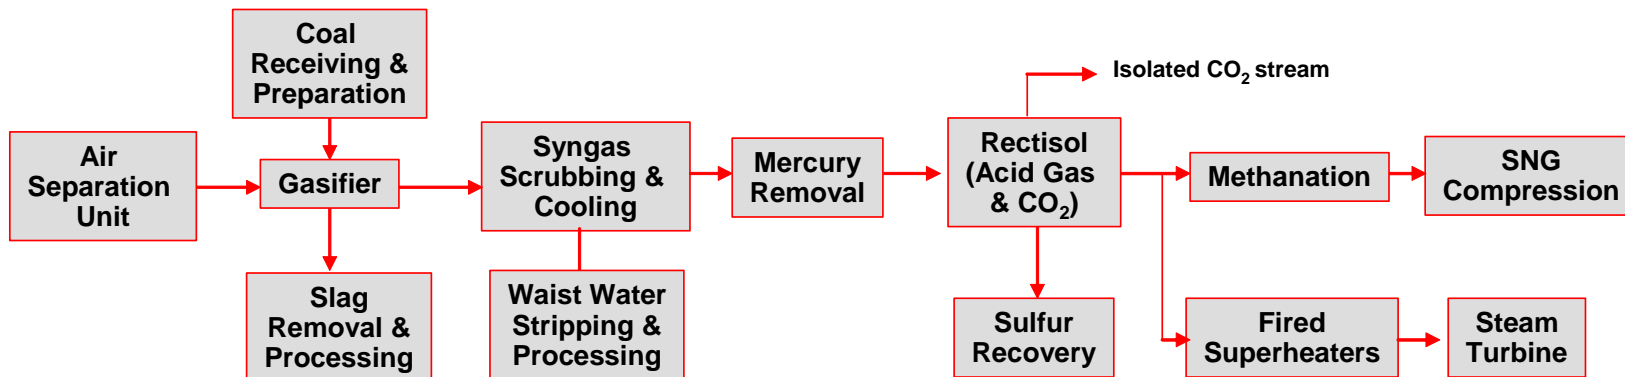 Coal
Receiving &
Preparation
Isolated CO₂ stream
Air
Separation
Unit
Gasifier
Syngas
Scrubbing &
Cooling
Mercury
Removal
Rectisol
(Acid Gas
& CO₂)
Methanation
SNG
Compression
Slag
Removal &
Processing
Waist Water
Stripping &
Processing
Sulfur
Recovery
Fired
Superheaters
Steam
Turbine